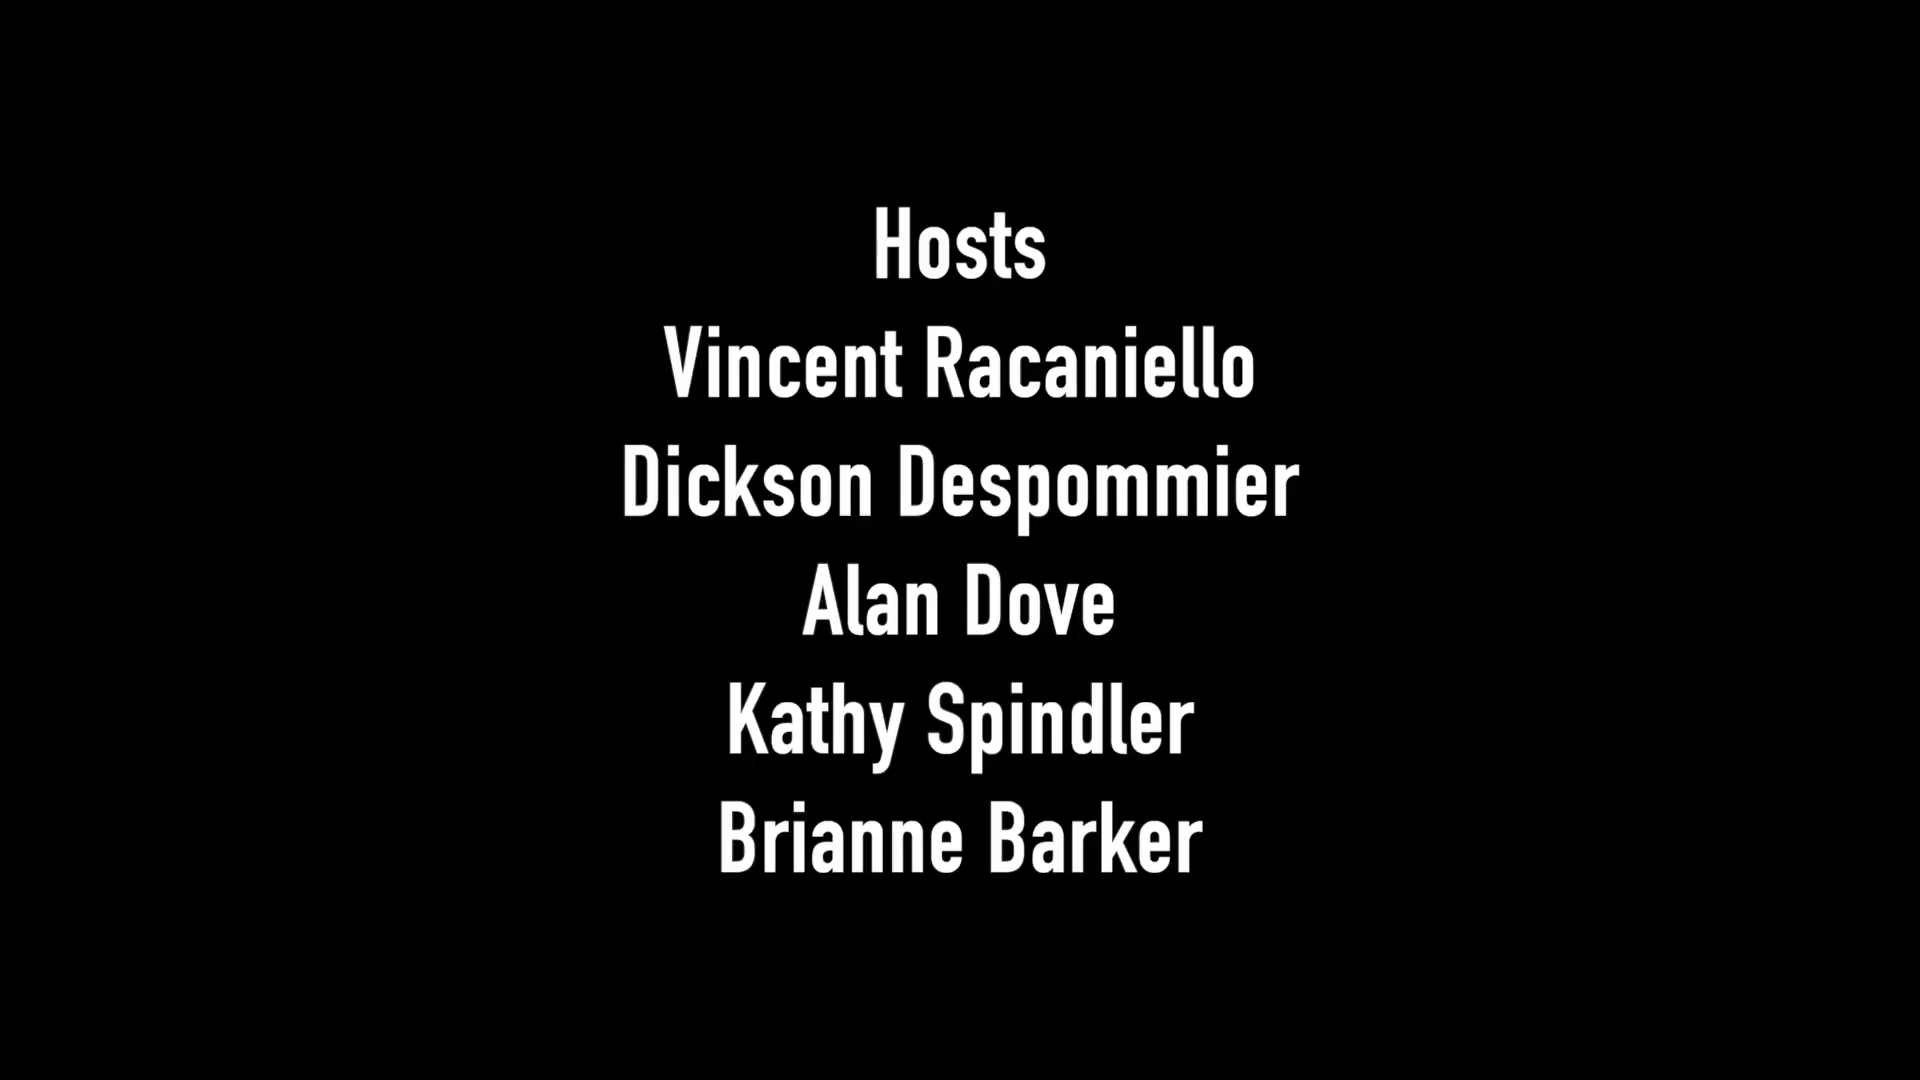 Hosts
Vincent Racaniello
Dickson Despommier
Alan Dove
Kathy Spindler
Brianne Barker